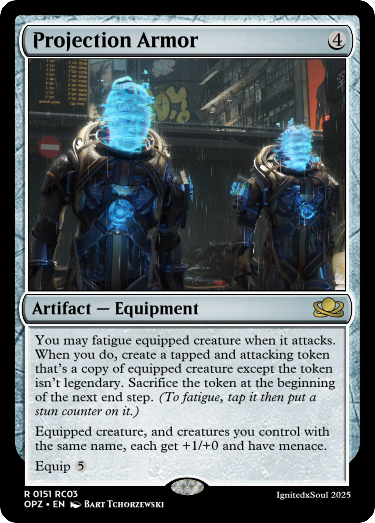 Projection Armor 4
Artifact — Equipment
You may fatigue equipped creature when it attacks.
When you do, create a tapped and attacking token
that's a copy of equipped creature except the token
isn't legendary. Sacrifice the token at the beginning
of the next end step. (To fatigue, tap it then put a
stun counter on it.)
Equipped creature, and creatures you control with
the same name, each get +1/+0 and have menace.
Equip 5
R 0151 RC03
OPZ • EN Bart Tchorzewski
IgnitedxSoul 2025